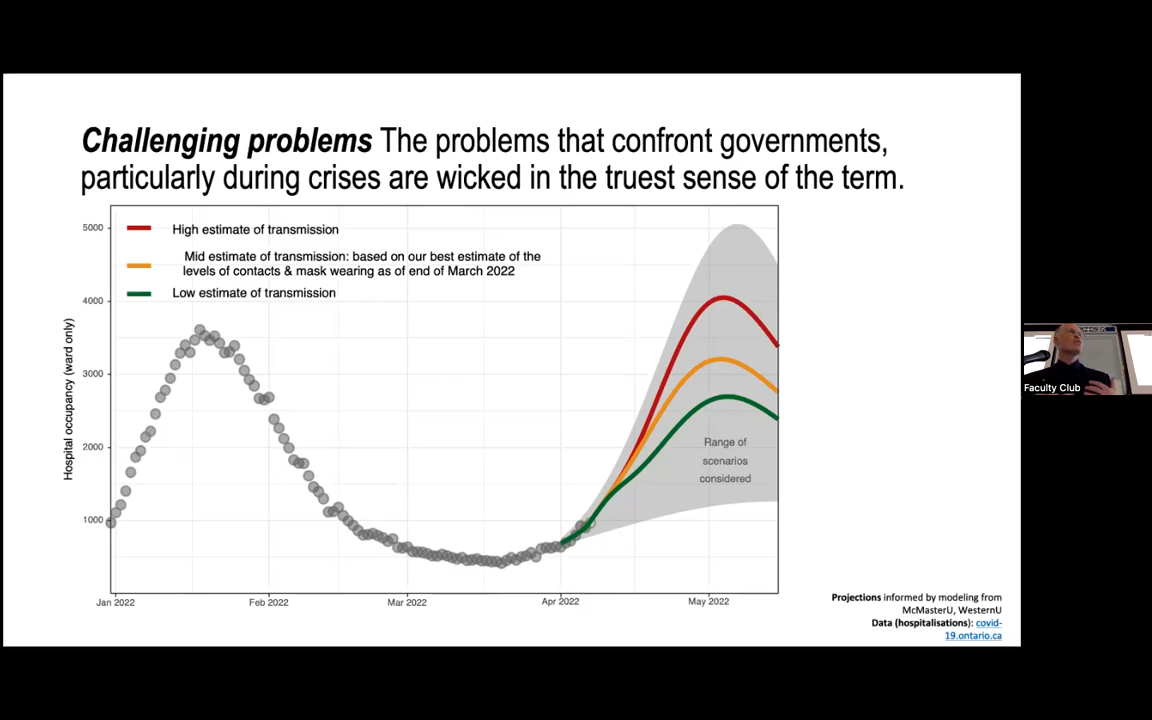 Challenging problems The problems that confront governments,
particularly during crises are wicked in the truest sense of the term.
5000
4000
3000
2000
1000
Hospital occupancy (ward only)
High estimate of transmission
Mid estimate of transmission: based on our best estimate of the
levels of contacts & mask wearing as of end of March 2022
Low estimate of transmission
Range of
scenarios
considered
Jan 2022
Feb 2022
Mar 2022
Apr 2022
May 2022
Projections informed by modeling from
McMasterU, WesternU
Data (hospitalisations): covid-
19.ontario.ca
Faculty Club